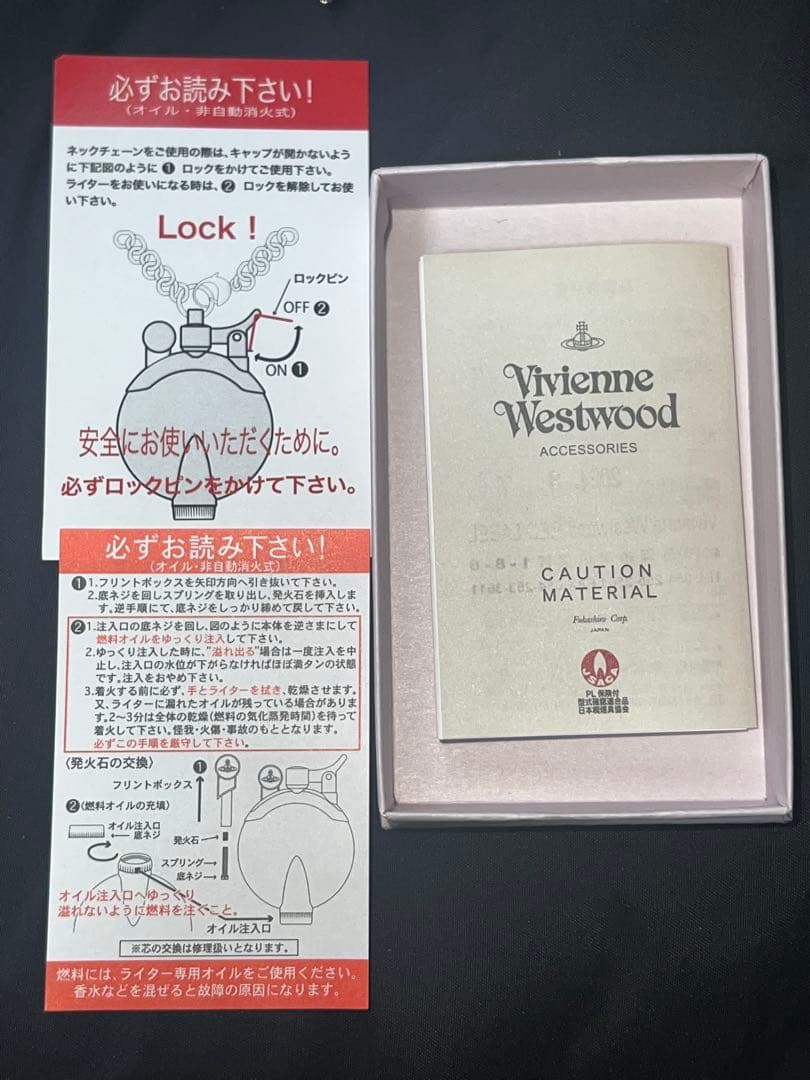 必ずお読み下さい!
(オイル・非自動消火式)
ネックチェーンをご使用の際は、キャップが開かないよう
に下記図のように ❶ ロックをかけてご使用下さい。
ライターをお使いになる時は、❷ ロックを解除してお使
い下さい。
Lock !
ロックピン
OFF ❷
ON ❶
安全にお使いいただくために。
必ずロックピンをかけて下さい。
必ずお読み下さい!
(オイル・非自動消火式)
❶ 1.フリントボックスを矢印方向へ引き抜いて下さい。
2.底ネジを回しスプリングを取り出し、発火石を挿入しま
す。逆手順にて、底ネジをしっかり締めて戻して下さい。
❷ 1.注入口の底ネジを回し、図のように本体を逆さまにして
燃料オイルをゆっくり注入して下さい。
2.ゆっくり注入した時に、"溢れ出る"場合は一度注入を中
止し、注入口の水位が下がらなければほぼ満タンの状態
です。注入をおやめ下さい。
3.着火する前に必ず、手とライターを拭き、乾燥させます。
又、ライターに漏れたオイルが残っている場合がありま
す。2〜3分は全体の乾燥(燃料の気化蒸発時間)を待って
着火して下さい。怪我・火傷・事故のもととなります。
必ずこの手順を厳守して下さい。
〈発火石の交換〉
❶
フリントボックス
❷(燃料オイルの充填)
オイル注入口
底ネジ
発火石
スプリング
底ネジ
オイル注入口へゆっくり
溢れないように燃料を注ぐこと。
オイル注入口
※芯の交換は修理扱いとなります。
燃料には、ライター専用オイルをご使用ください。
香水などを混ぜると故障の原因になります。
Vivienne
Westwood
ACCESSORIES
CAUTION
MATERIAL
Fukashiro Corp.
JAPAN
JSACA
PL保険付
型式確認適合品
日本喫煙具協会